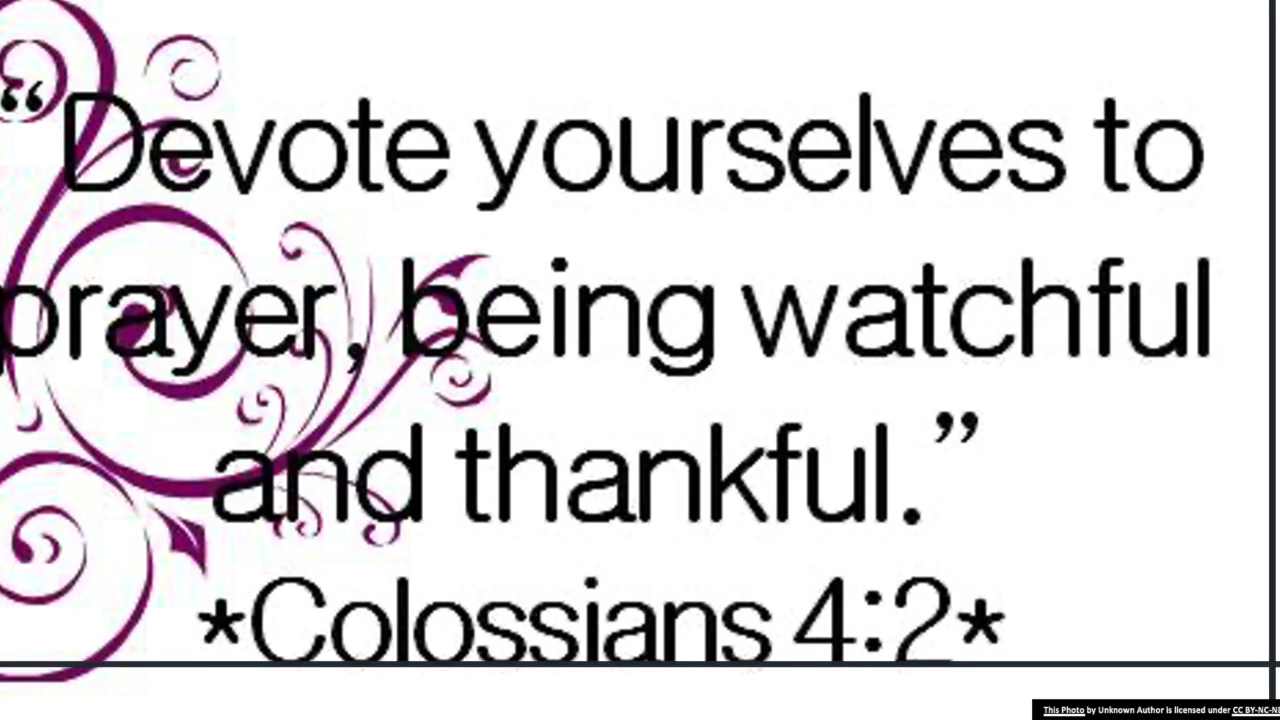 “Devote yourselves to
prayer, being watchful
and thankful.”
*Colossians 4:2*
This Photo by Unknown Author is licensed under CC BY-NC-N